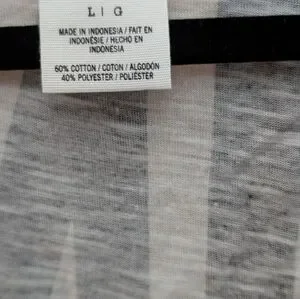 L | G
MADE IN INDONESIA / FAIT EN
INDONÉSIE / HECHO EN
INDONESIA
60% COTTON / COTON / ALGODÓN
40% POLYESTER / POLIÉSTER